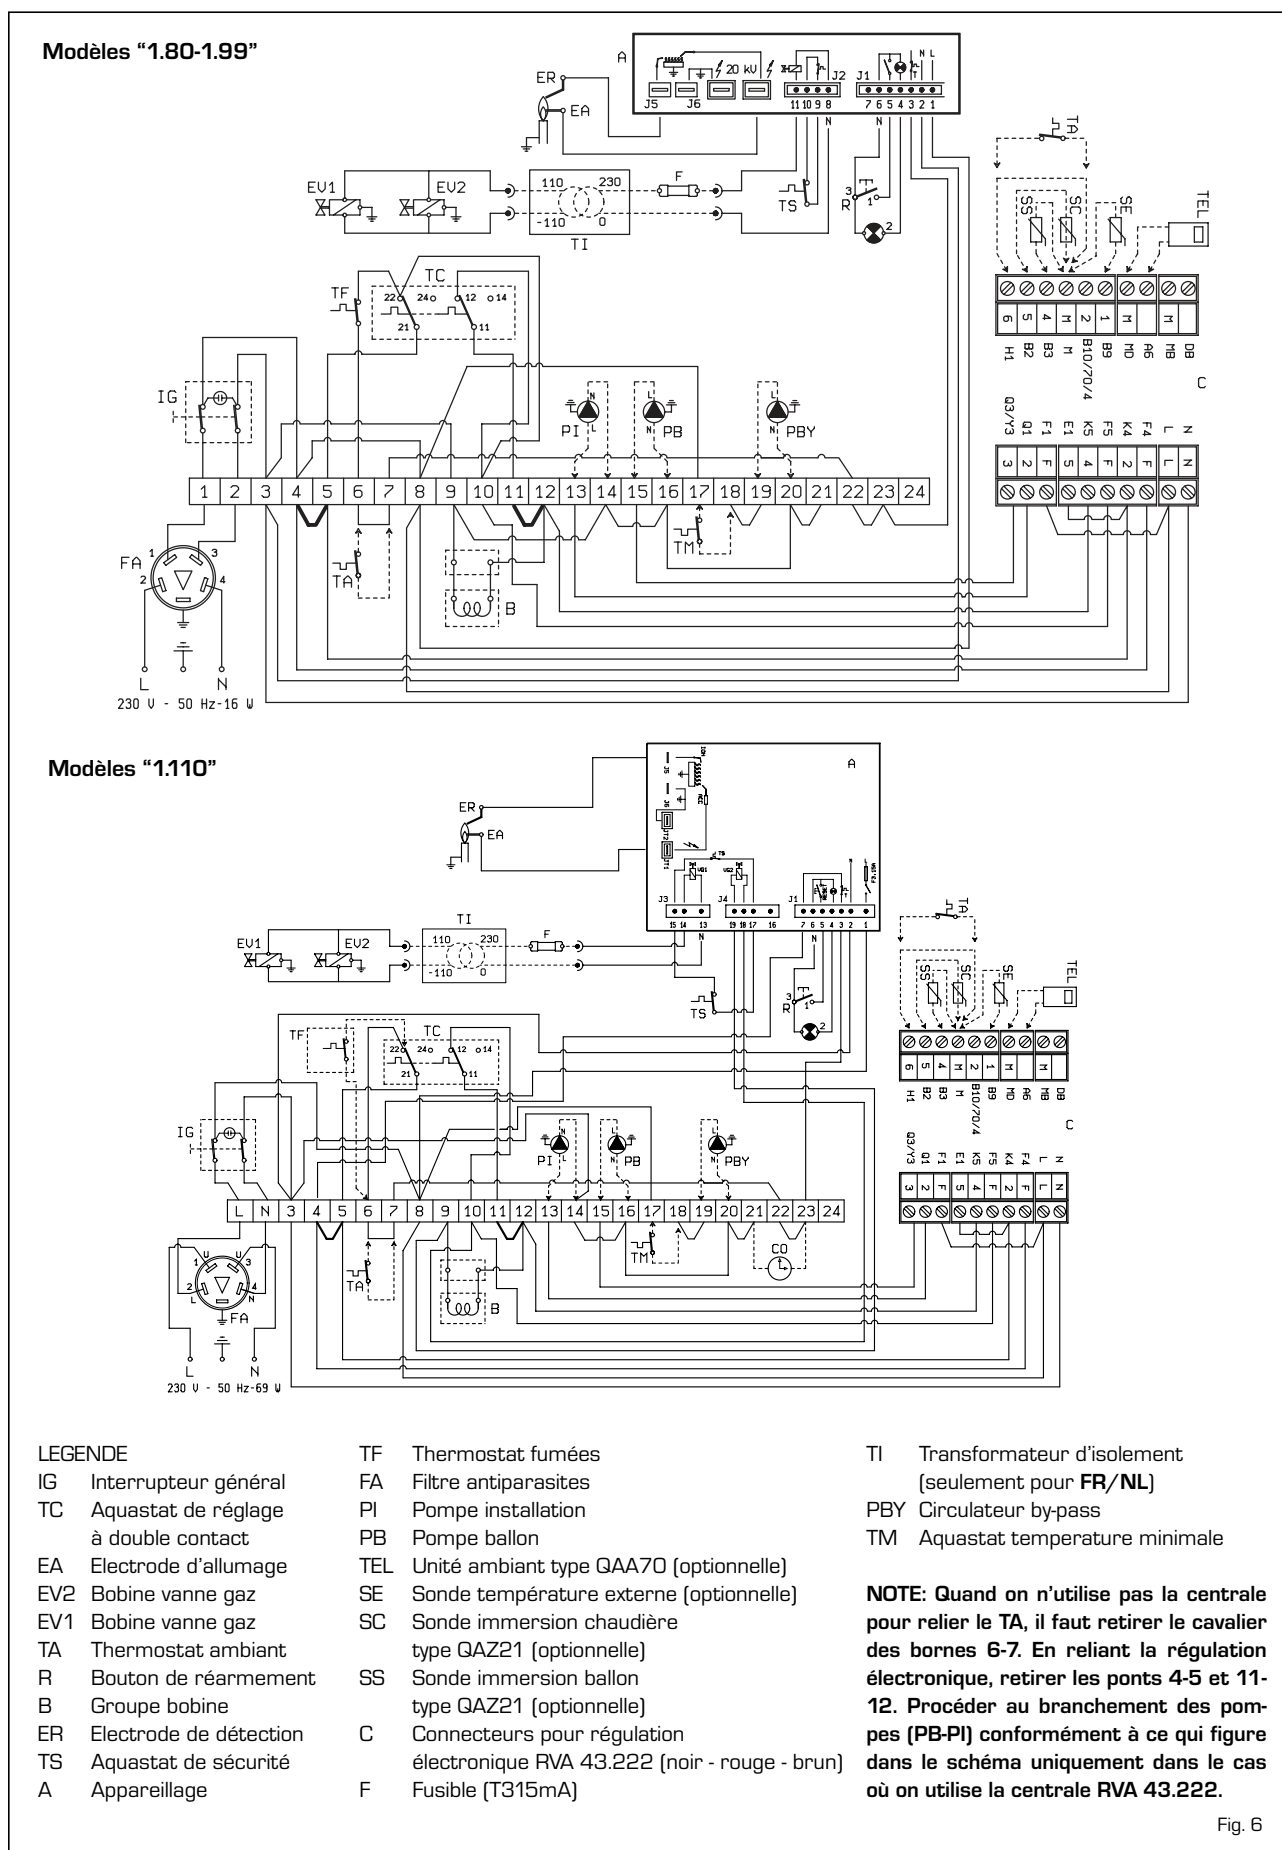 Modèles “1.80-1.99”
A
ER
EA
20 kV
J5
J6
J2
J1
N L
11 10 9 8
7 6 5 4 3 2 1
N
N
EV1
EV2
110
230
-110
0
TI
F
TS
R
3
1
2
TA
SS
SC
SE
TEL
TF
TC
22
24
12
14
21
11
IG
PI
N
L
PB
L
N
PBY
L
N
6 5 4 M 2 1 M M
H1 B2 B3 M B10/70/4 B9 MD A6 MB DB
C
Q3/Y3 Q1 F1 E1 K5 F5 K4 F4 L N
3 2 F 5 4 F 2 F L N
1 2 3 4 5 6 7 8 9 10 11 12 13 14 15 16 17 18 19 20 21 22 23 24
FA
1
3
2
4
TA
B
TM
L
N
230 V - 50 Hz-16 W
Modèles “1.110”
A
ER
EA
J5
J6
JT2
JT1
TS
VG1
VG2
F3.15A
J3
J4
J1
15 14 13
19 18 17 16
7 6 5 4 3 2 1
N
N
EV1
EV2
TI
110
230
-110
0
F
TS
R
3
1
2
TA
SS
SC
SE
TEL
TF
TC
22
24
12
14
21
11
IG
PI
N
L
PB
L
N
PBY
L
N
6 5 4 M 2 1 M M
H1 B2 B3 M B10/70/4 B9 MD A6 MB DB
C
Q3/Y3 Q1 F1 E1 K5 F5 K4 F4 L N
3 2 F 5 4 F 2 F L N
L N 3 4 5 6 7 8 9 10 11 12 13 14 15 16 17 18 19 20 21 22 23 24
1
3
2
4
L
N
FA
TA
B
TM
CO
L
N
230 V - 50 Hz-69 W
LEGENDE
IG Interrupteur général
TC Aquastat de réglage
à double contact
EA Electrode d’allumage
EV2 Bobine vanne gaz
EV1 Bobine vanne gaz
TA Thermostat ambiant
R Bouton de réarmement
B Groupe bobine
ER Electrode de détection
TS Aquastat de sécurité
A Appareillage
TF Thermostat fumées
FA Filtre antiparasites
PI Pompe installation
PB Pompe ballon
TEL Unité ambiant type QAA70 (optionnelle)
SE Sonde température externe (optionnelle)
SC Sonde immersion chaudière
type QAZ21 (optionnelle)
SS Sonde immersion ballon
type QAZ21 (optionnelle)
C Connecteurs pour régulation
électronique RVA 43.222 (noir - rouge - brun)
F Fusible (T315mA)
TI Transformateur d’isolement
(seulement pour FR/NL)
PBY Circulateur by-pass
TM Aquastat temperature minimale
NOTE: Quand on n’utilise pas la centrale
pour relier le TA, il faut retirer le cavalier
des bornes 6-7. En reliant la régulation
électronique, retirer les ponts 4-5 et 11-
12. Procéder au branchement des pom-
pes (PB-PI) conformément à ce qui figure
dans le schéma uniquement dans le cas
où on utilise la centrale RVA 43.222.
Fig. 6